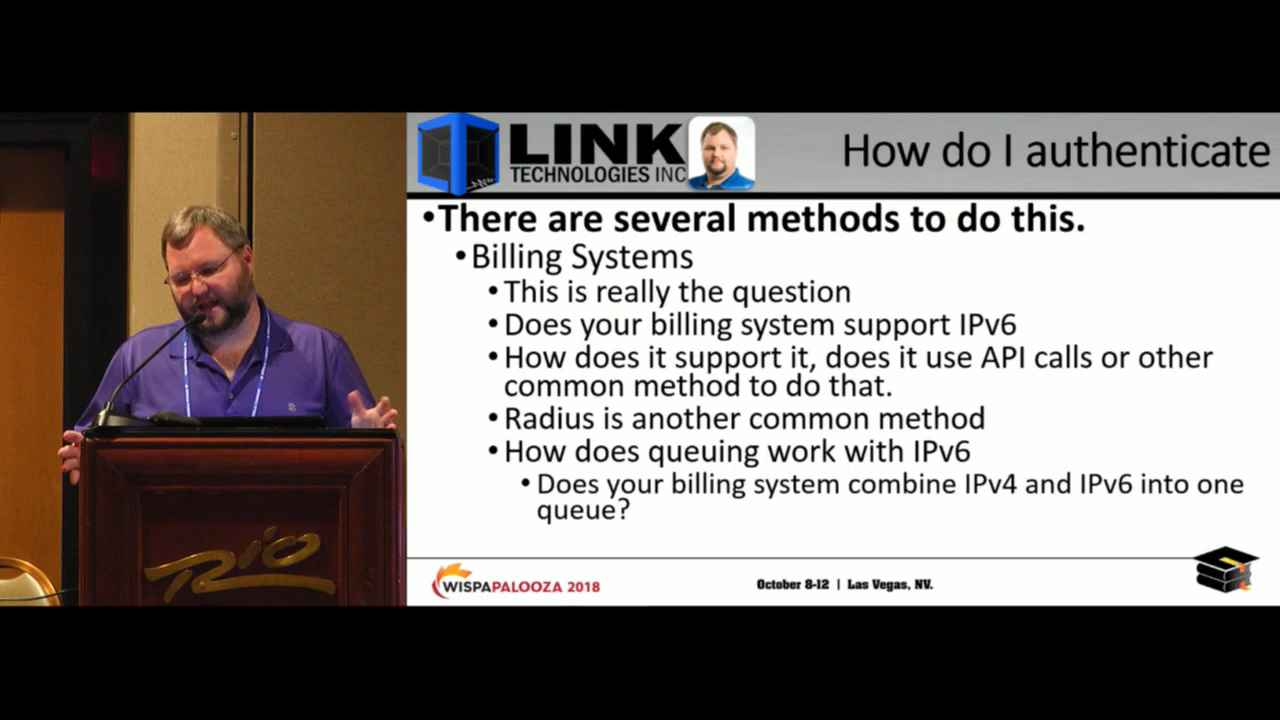 LINK
TECHNOLOGIES INC
How do I authenticate
•There are several methods to do this.
•Billing Systems
•This is really the question
•Does your billing system support IPv6
•How does it support it, does it use API calls or other
common method to do that.
•Radius is another common method
•How does queuing work with IPv6
•Does your billing system combine IPv4 and IPv6 into one
queue?
WISPAPALOOZA 2018
October 8-12 | Las Vegas, NV.
Rio